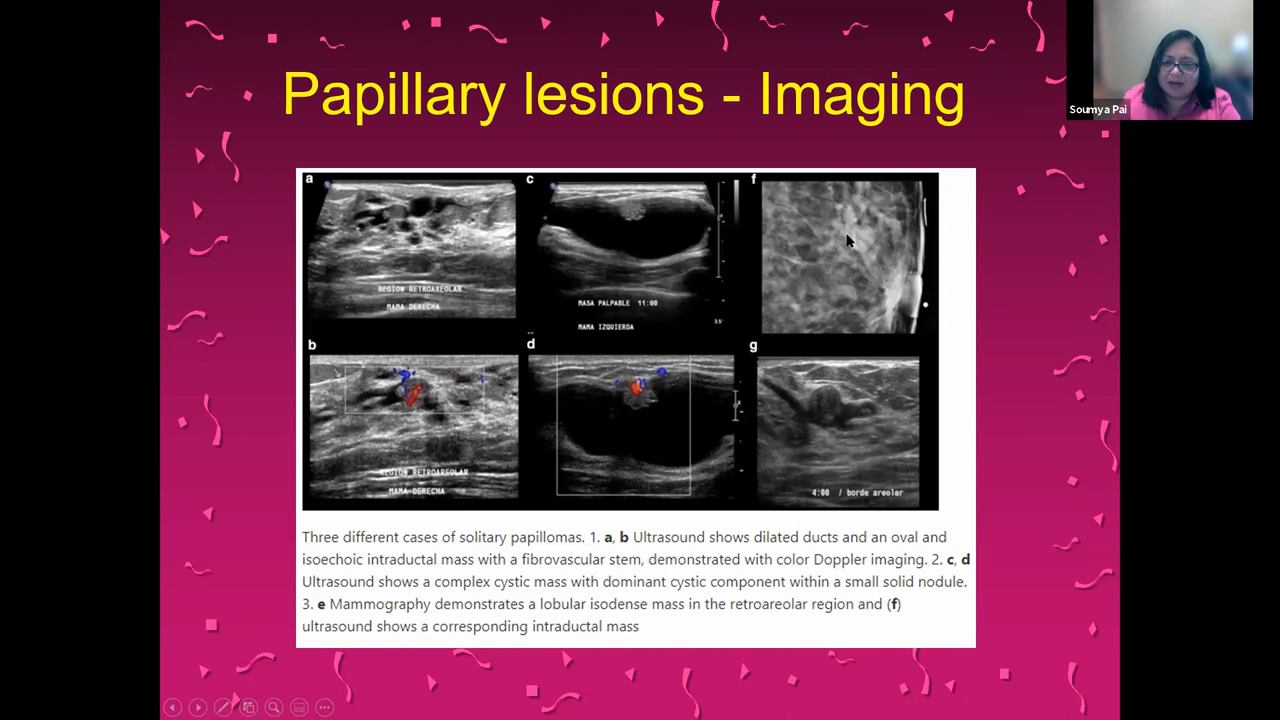 Papillary lesions - Imaging
Soumya Pai
a
c
f
REGION RETROAREOLAR
MAMA DERECHA
MASA PALPABLE 11:00
MAMA IZQUIERDA
3.5
b
d
g
REGION RETROAREOLAR
MAMA DERECHA
4:00 / borde areolar
Three different cases of solitary papillomas. 1. a, b Ultrasound shows dilated ducts and an oval and
isoechoic intraductal mass with a fibrovascular stem, demonstrated with color Doppler imaging. 2. c, d
Ultrasound shows a complex cystic mass with dominant cystic component within a small solid nodule.
3. e Mammography demonstrates a lobular isodense mass in the retroareolar region and (f)
ultrasound shows a corresponding intraductal mass